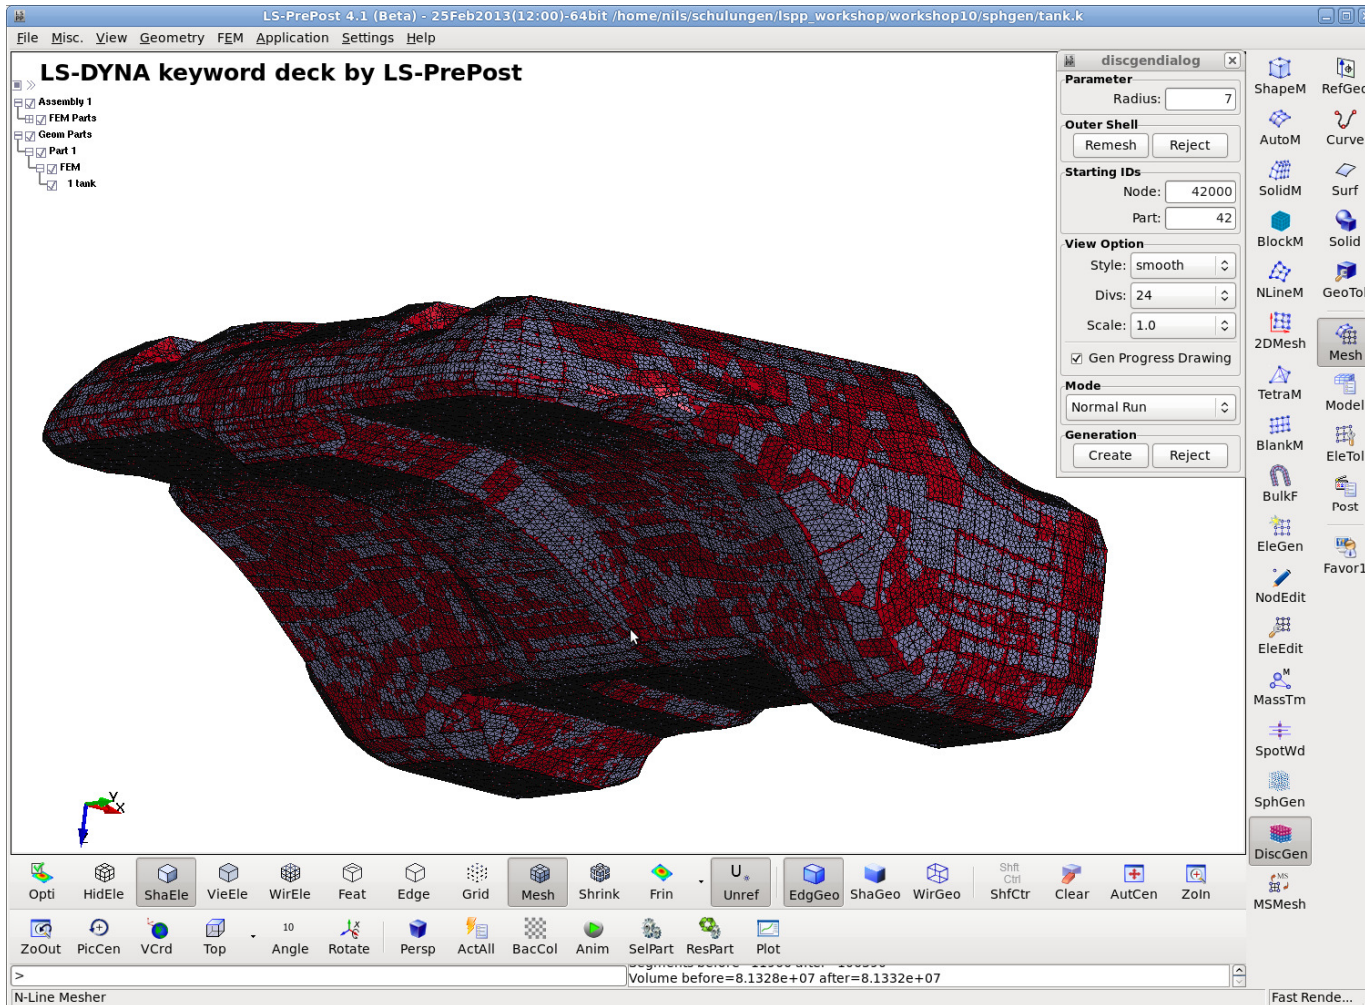 LS-PrePost 4.1 (Beta) - 25Feb2013(12:00)-64bit /home/nils/schulungen/lspp_workshop/workshop10/sphgen/tank.k
File Misc. View Geometry FEM Application Settings Help
LS-DYNA keyword deck by LS-PrePost
Assembly 1
FEM Parts
Geom Parts
Part 1
FEM
1 tank
discgendialog
Parameter
Radius: 7
Outer Shell
Remesh Reject
Starting IDs
Node: 42000
Part: 42
View Option
Style: smooth
Divs: 24
Scale: 1.0
Gen Progress Drawing
Mode
Normal Run
Generation
Create Reject
ShapeM RefGeo
AutoM Curve
SolidM Surf
BlockM Solid
NLineM GeoTol
2DMesh Mesh
TetraM Model
BlankM EleTol
BulkF Post
EleGen Favor1
NodEdit
EleEdit
MassTm
SpotWd
SphGen
DiscGen
MSMesh
Y
X
Opti HidEle ShaEle VieEle WirEle Feat Edge Grid Mesh Shrink Frin Unref EdgGeo ShaGeo WirGeo Shft Ctrl ShfCtr Clear AutCen ZoIn
ZoOut PicCen VCrd Top 10 Angle Rotate Persp ActAll BacCol Anim SelPart ResPart Plot
>
Volume before=8.1328e+07 after=8.1332e+07
N-Line Mesher
Fast Rende...